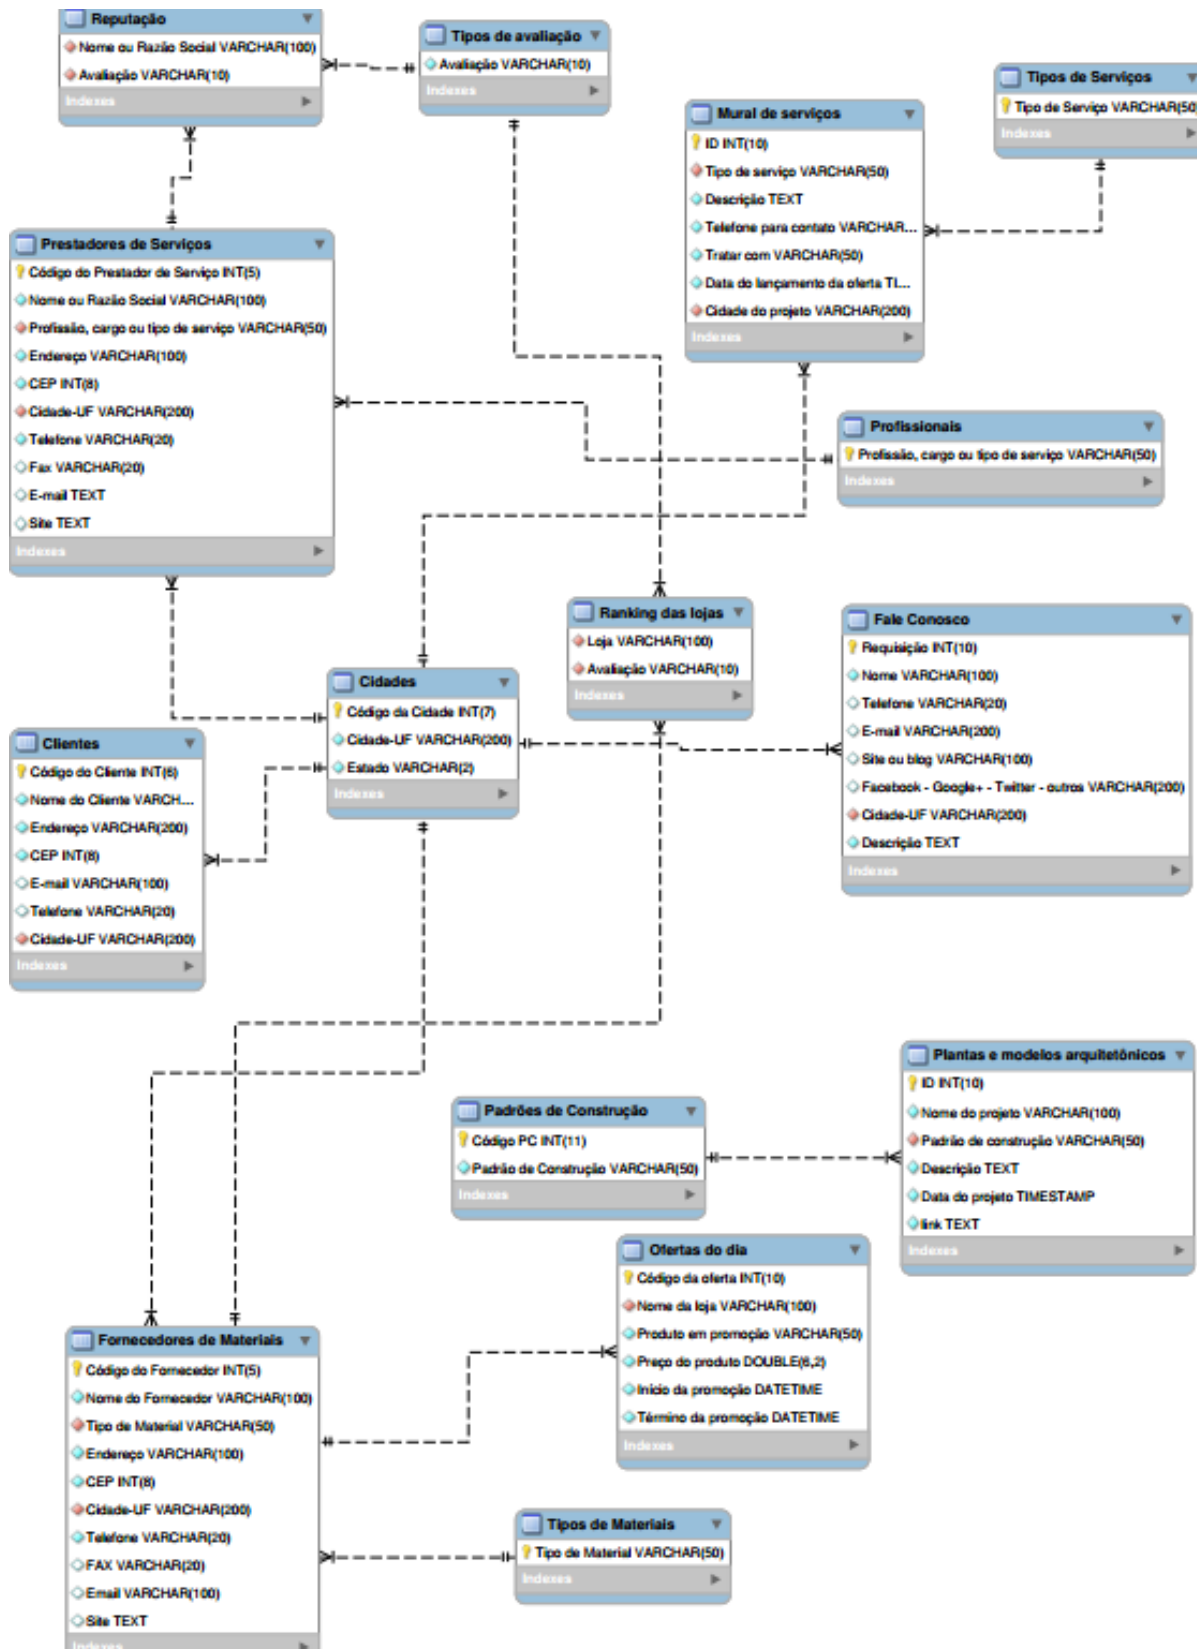 Reputação
Nome ou Razão Social VARCHAR(100)
Avaliação VARCHAR(10)
Indexes
Tipos de avaliação
Avaliação VARCHAR(10)
Indexes
Tipos de Serviços
Tipo de Serviço VARCHAR(50
Indexes
Mural de serviços
ID INT(10)
Tipo de serviço VARCHAR(50)
Descrição TEXT
Telefone para contato VARCHAR...
Tratar com VARCHAR(50)
Data do lançamento da oferta TI...
Cidade do projeto VARCHAR(200)
Indexes
Prestadores de Serviços
Código do Prestador de Serviço INT(5)
Nome ou Razão Social VARCHAR(100)
Profissão, cargo ou tipo de serviço VARCHAR(50)
Endereço VARCHAR(100)
CEP INT(8)
Cidade-UF VARCHAR(200)
Telefone VARCHAR(20)
Fax VARCHAR(20)
E-mail TEXT
Site TEXT
Indexes
Profissionais
Profissão, cargo ou tipo de serviço VARCHAR(50)
Indexes
Ranking das lojas
Loja VARCHAR(100)
Avaliação VARCHAR(10)
Indexes
Fale Conosco
Requisição INT(10)
Nome VARCHAR(100)
Telefone VARCHAR(20)
E-mail VARCHAR(200)
Site ou blog VARCHAR(100)
Facebook - Google+ - Twitter - outros VARCHAR(200)
Cidade-UF VARCHAR(200)
Descrição TEXT
Indexes
Cidades
Código da Cidade INT(7)
Cidade-UF VARCHAR(200)
Estado VARCHAR(2)
Indexes
Clientes
Código do Cliente INT(6)
Nome do Cliente VARCH...
Endereço VARCHAR(200)
CEP INT(8)
E-mail VARCHAR(100)
Telefone VARCHAR(20)
Cidade-UF VARCHAR(200)
Indexes
Plantas e modelos arquitetônicos
ID INT(10)
Nome do projeto VARCHAR(100)
Padrão de construção VARCHAR(50)
Descrição TEXT
Data do projeto TIMESTAMP
link TEXT
Indexes
Padrões de Construção
Código PC INT(11)
Padrão de Construção VARCHAR(50)
Indexes
Ofertas do dia
Código da oferta INT(10)
Nome da loja VARCHAR(100)
Produto em promoção VARCHAR(50)
Preço do produto DOUBLE(6,2)
Início da promoção DATETIME
Término da promoção DATETIME
Indexes
Fornecedores de Materiais
Código do Fornecedor INT(5)
Nome do Fornecedor VARCHAR(100)
Tipo de Material VARCHAR(50)
Endereço VARCHAR(100)
CEP INT(8)
Cidade-UF VARCHAR(200)
Telefone VARCHAR(20)
FAX VARCHAR(20)
Email VARCHAR(100)
Site TEXT
Indexes
Tipos de Materiais
Tipo de Material VARCHAR(50)
Indexes